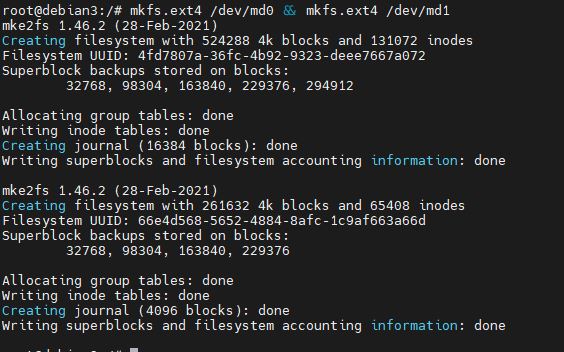 root@debian3:/# mkfs.ext4 /dev/md0 && mkfs.ext4 /dev/md1
mke2fs 1.46.2 (28-Feb-2021)
Creating filesystem with 524288 4k blocks and 131072 inodes
Filesystem UUID: 4fd7807a-36fc-4b92-9323-deee7667a072
Superblock backups stored on blocks:
        32768, 98304, 163840, 229376, 294912

Allocating group tables: done
Writing inode tables: done
Creating journal (16384 blocks): done
Writing superblocks and filesystem accounting information: done

mke2fs 1.46.2 (28-Feb-2021)
Creating filesystem with 261632 4k blocks and 65408 inodes
Filesystem UUID: 66e4d568-5652-4884-8afc-1c9af663a66d
Superblock backups stored on blocks:
        32768, 98304, 163840, 229376

Allocating group tables: done
Writing inode tables: done
Creating journal (4096 blocks): done
Writing superblocks and filesystem accounting information: done